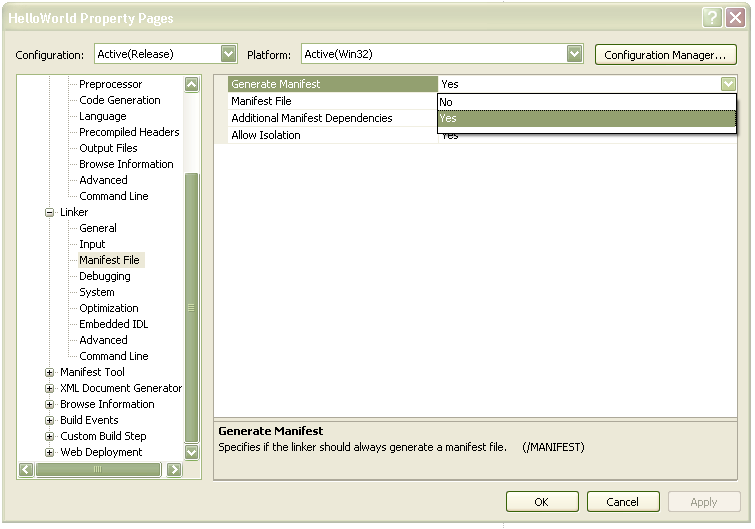 HelloWorld Property Pages
Configuration: Active(Release) Platform: Active(Win32) Configuration Manager...
Preprocessor
Code Generation
Language
Precompiled Headers
Output Files
Browse Information
Advanced
Command Line
Linker
General
Input
Manifest File
Debugging
System
Optimization
Embedded IDL
Advanced
Command Line
Manifest Tool
XML Document Generator
Browse Information
Build Events
Custom Build Step
Web Deployment
Generate Manifest Yes
Manifest File
Additional Manifest Dependencies
Allow Isolation Yes
No
Yes
Generate Manifest
Specifies if the linker should always generate a manifest file. (/MANIFEST)
OK Cancel Apply